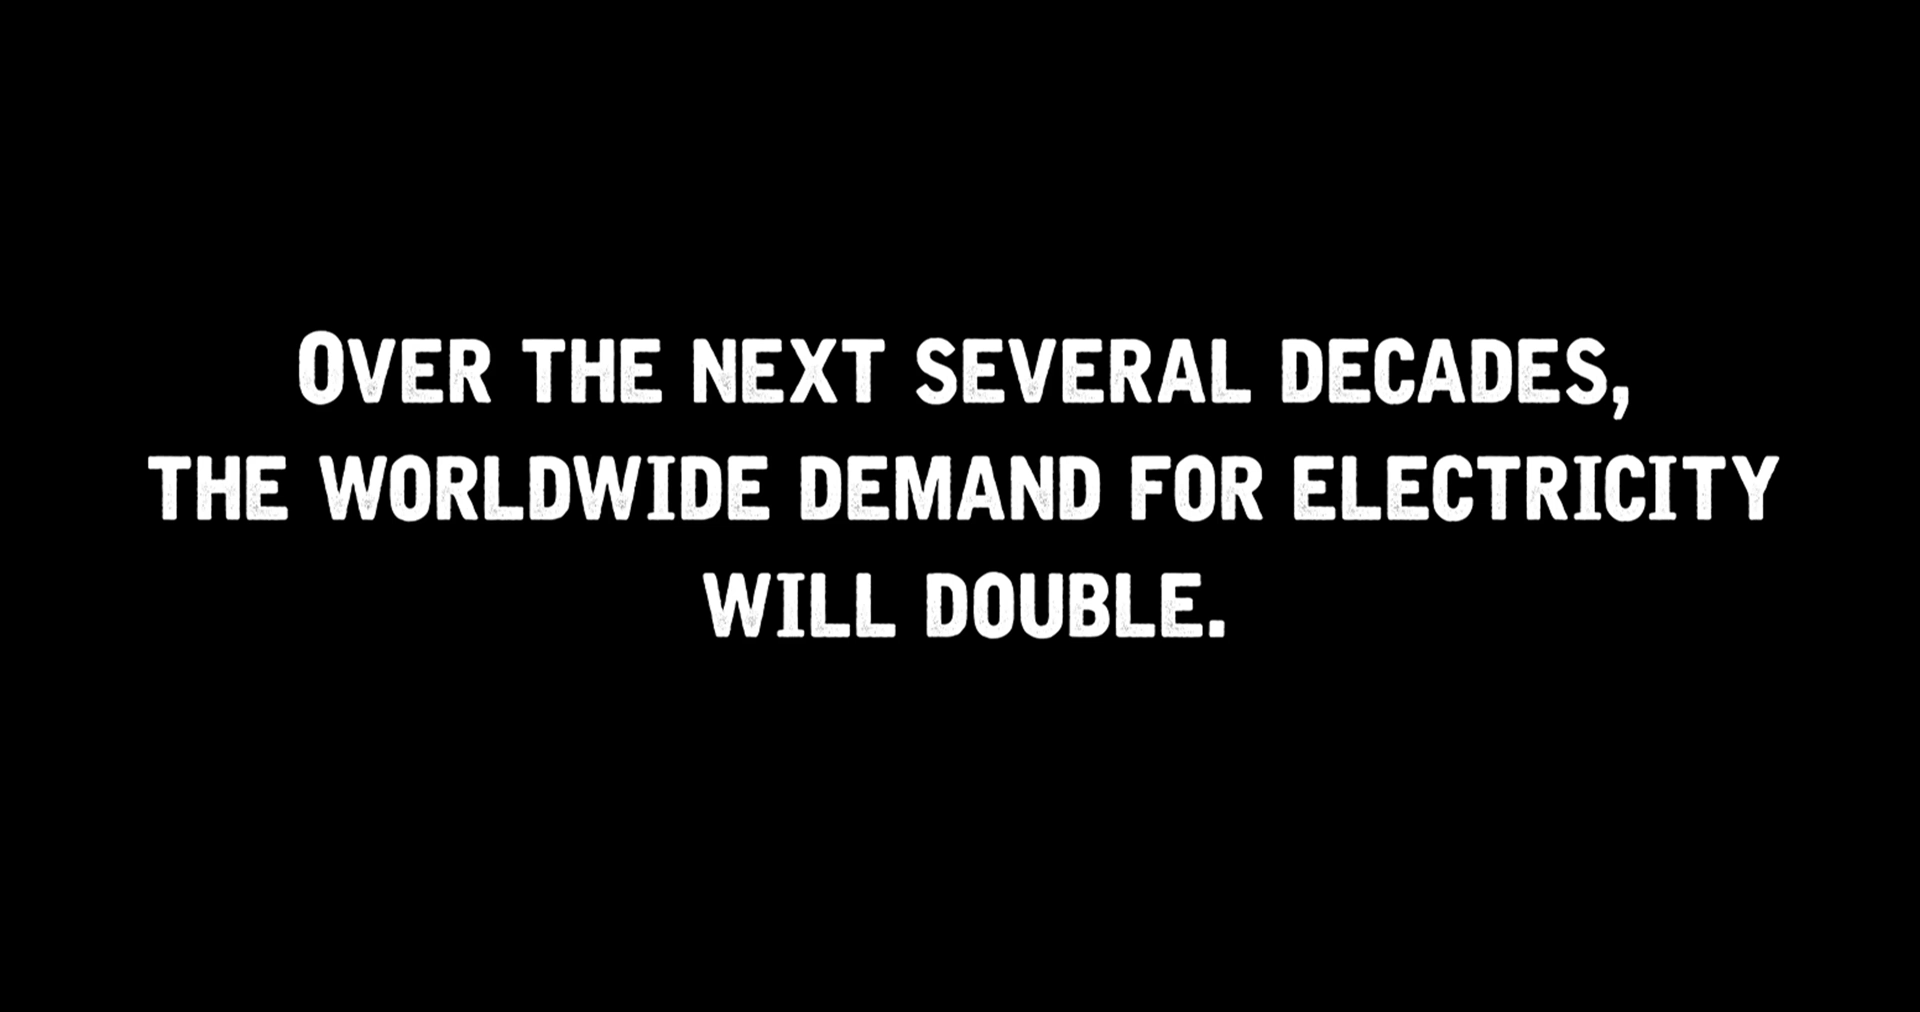 Over the next several decades,
the worldwide demand for electricity
will double.